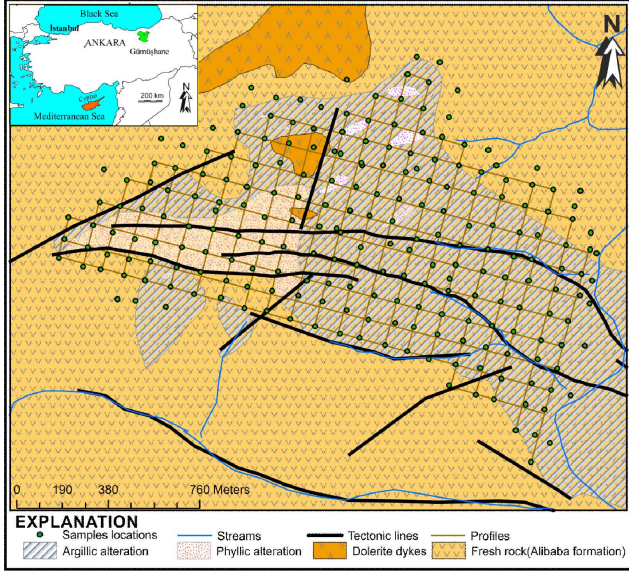 Black Sea
İstanbul
ANKARA
Gümüşhane
Cyprus
200 km
Mediterranean Sea
N
0 190 380 760 Meters
EXPLANATION
Samples locations Streams Tectonic lines Profiles
Argillic alteration Phyllic alteration Dolerite dykes Fresh rock(Alibaba formation)